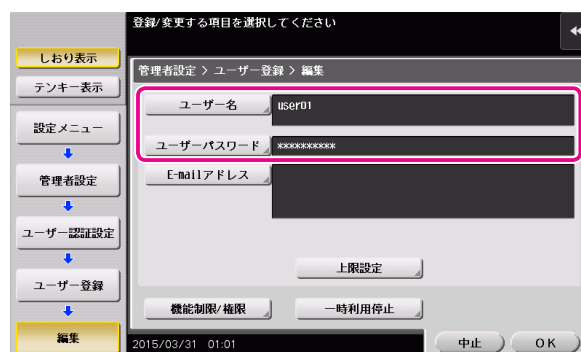 登録/変更する項目を選択してください
しおり表示
テンキー表示
設定メニュー
管理者設定
ユーザー認証設定
ユーザー登録
編集
管理者設定 > ユーザー登録 > 編集
ユーザー名 user01
ユーザーパスワード **********
E-mailアドレス
上限設定
機能制限/権限 一時利用停止
2015/03/31 01:01
中止 OK